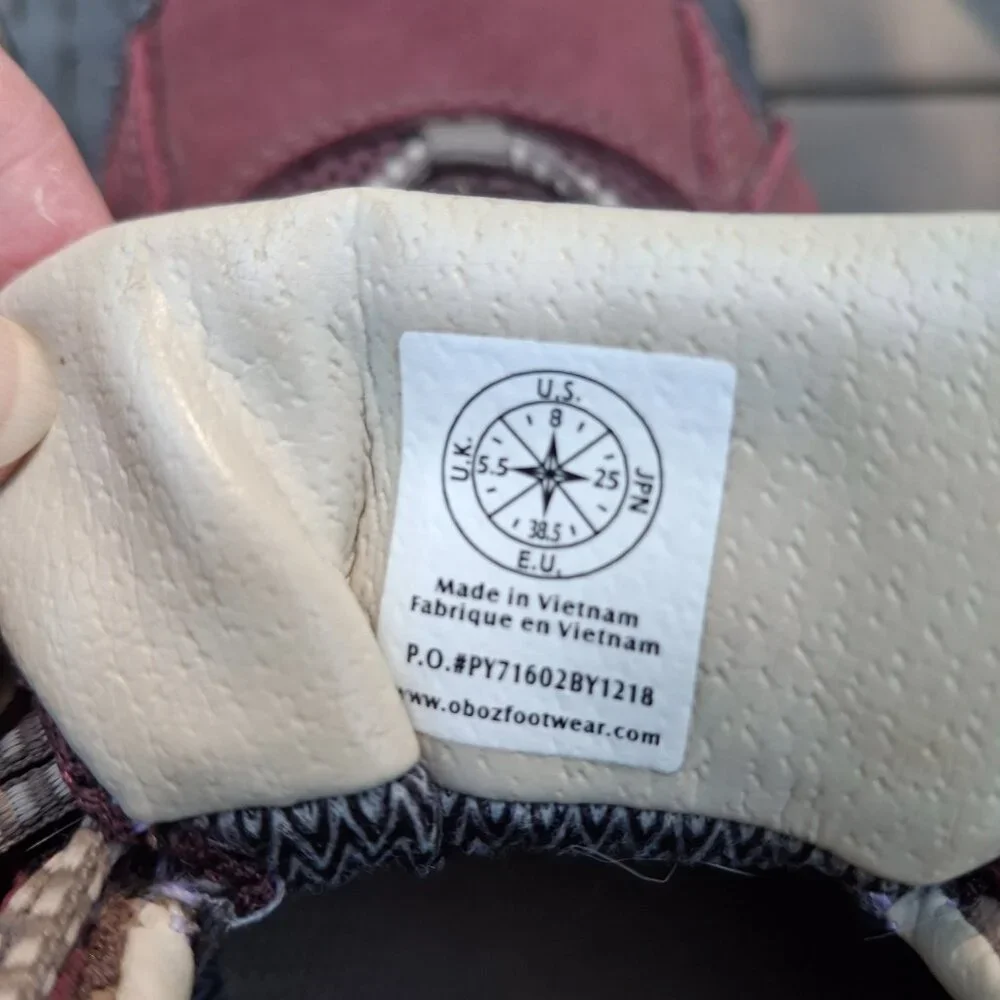 U.S.
8
U.K.
5.5
25
JPN
38.5
E.U.
Made in Vietnam
Fabrique en Vietnam
P.O.#PY71602BY1218
www.obozfootwear.com